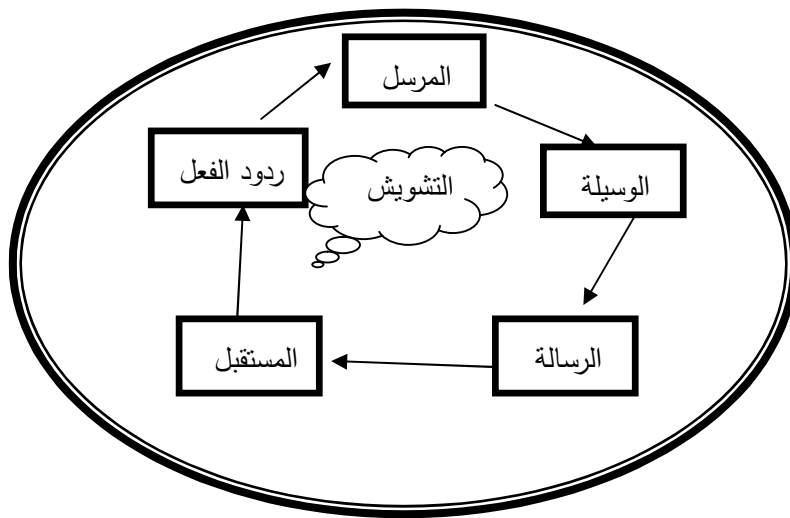 المرسل
الوسيلة
ردود الفعل
التشويش
الرسالة
المستقبل